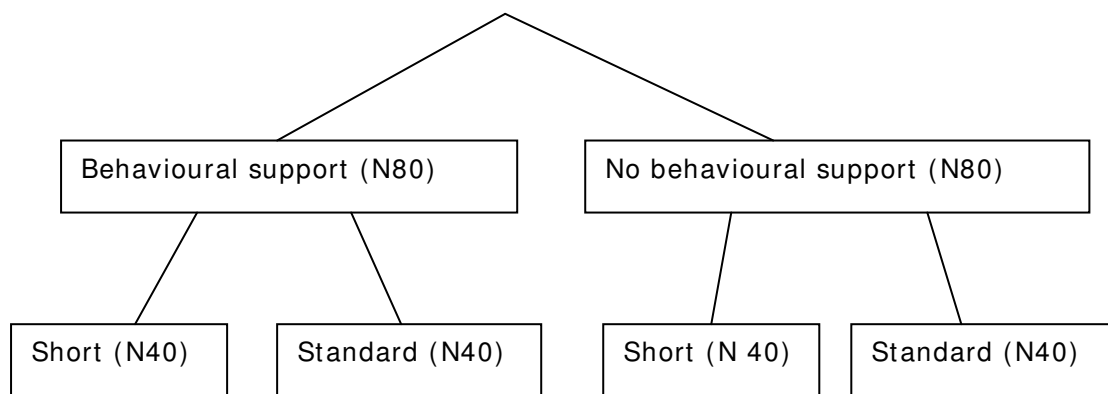 Behavioural support (N80)
No behavioural support (N80)
Short (N40)
Standard (N40)
Short (N 40)
Standard (N40)